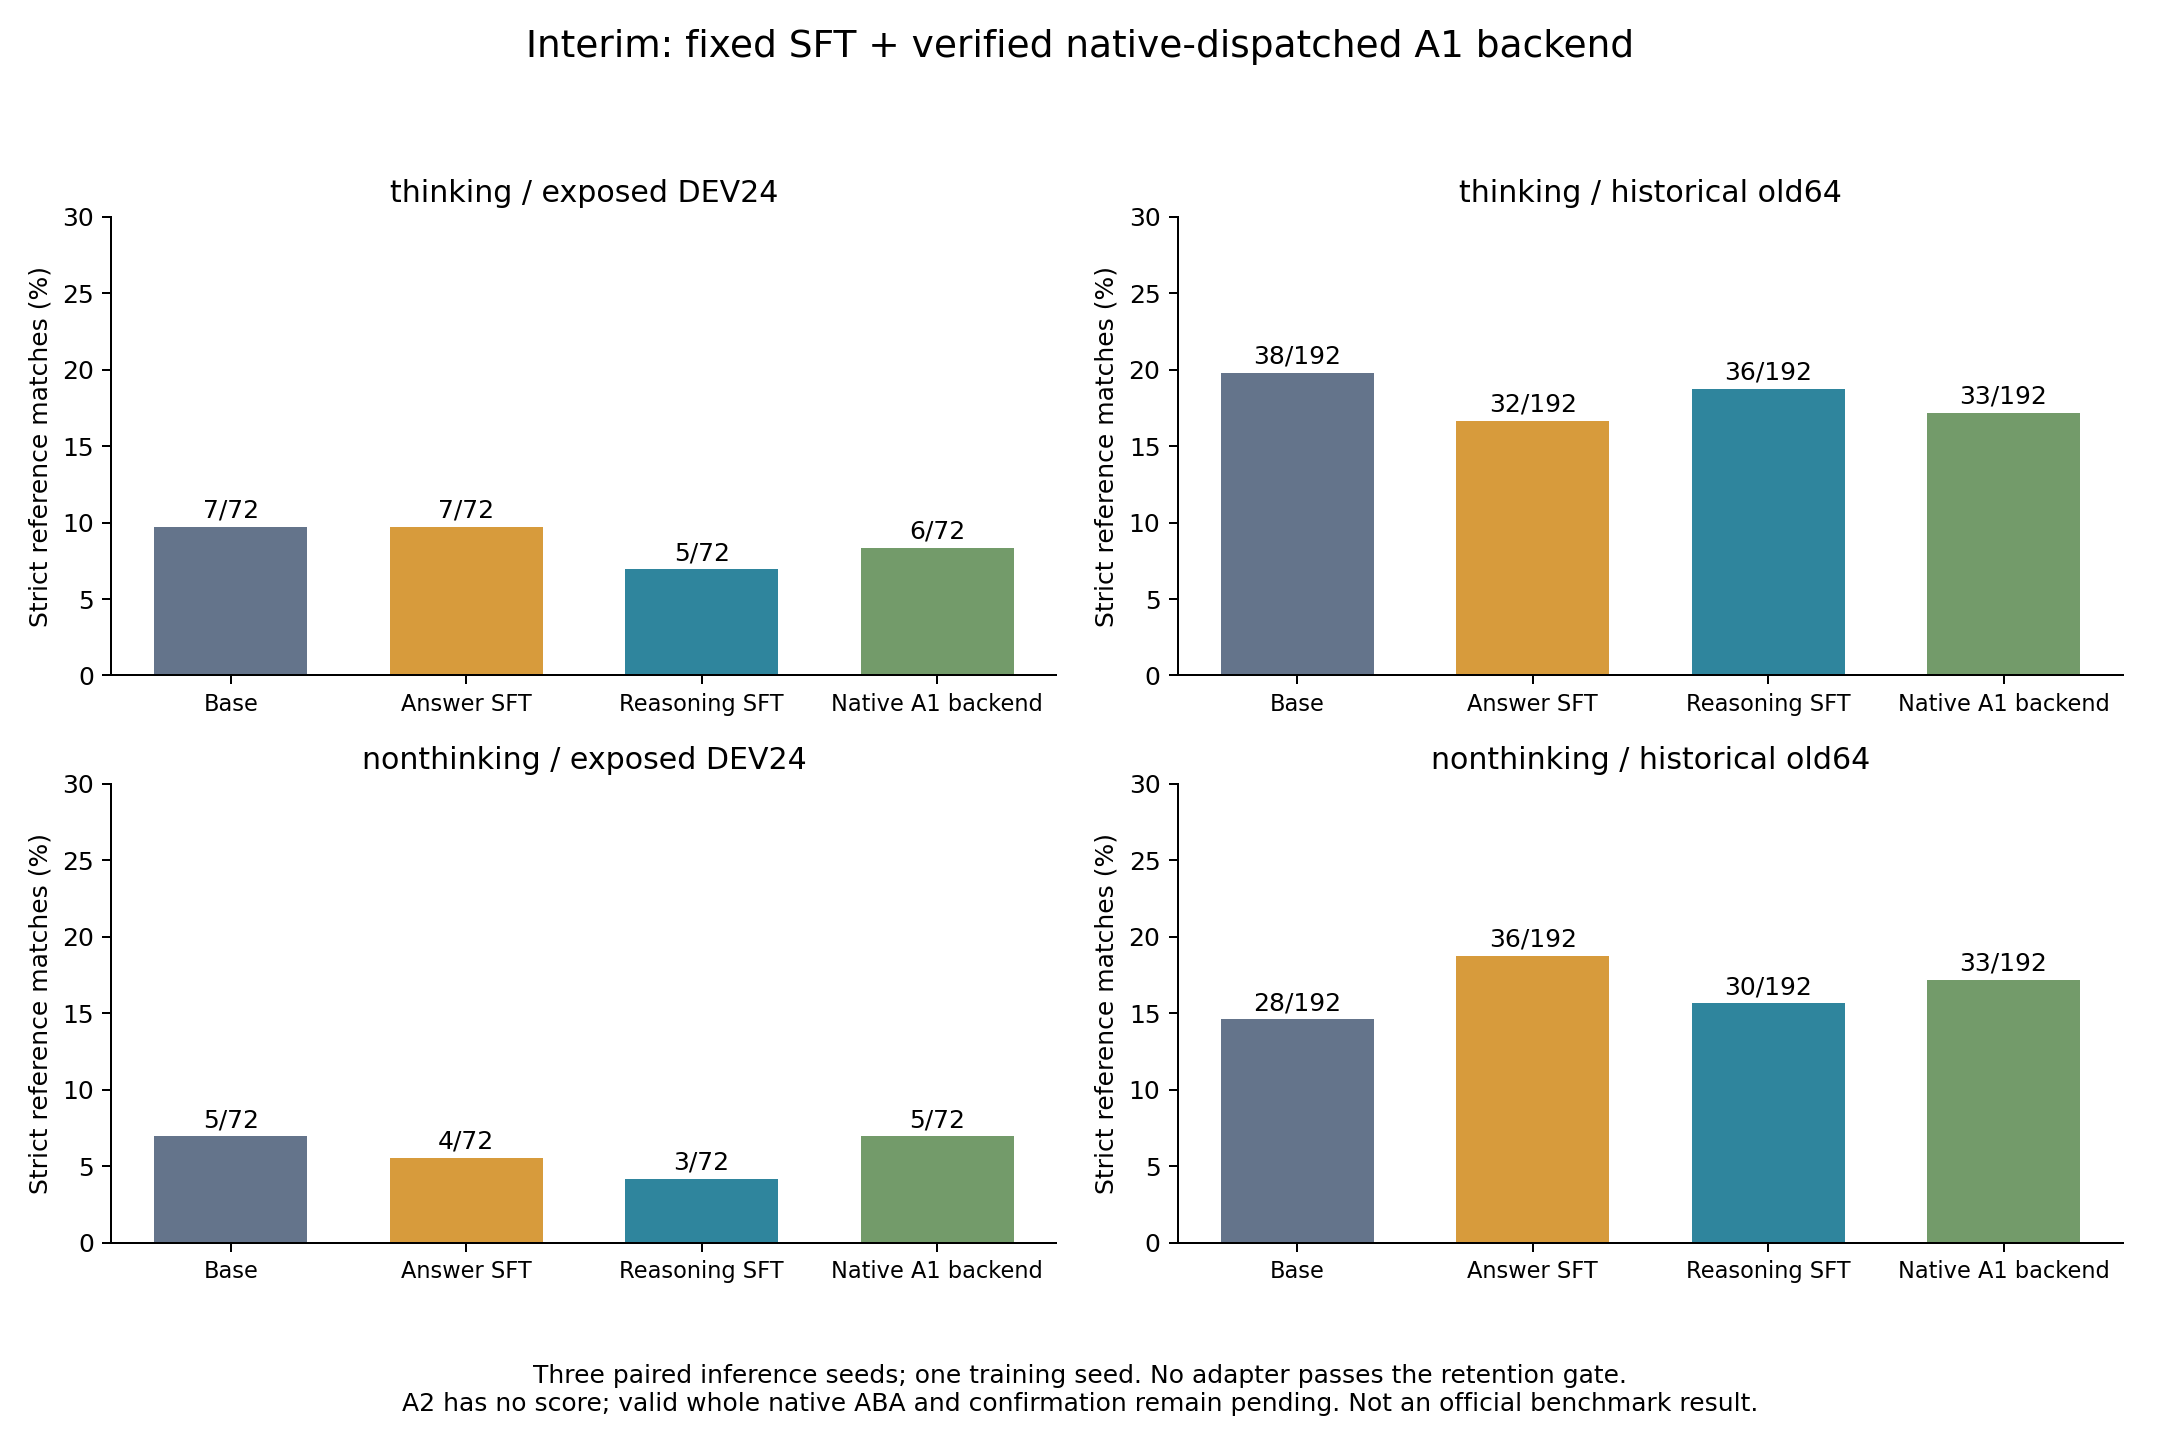 Interim: fixed SFT + verified native-dispatched A1 backend
thinking / exposed DEV24
Strict reference matches (%)
30
25
20
15
10
5
0
7/72
7/72
5/72
6/72
Base
Answer SFT
Reasoning SFT
Native A1 backend
thinking / historical old64
Strict reference matches (%)
30
25
20
15
10
5
0
38/192
32/192
36/192
33/192
Base
Answer SFT
Reasoning SFT
Native A1 backend
nonthinking / exposed DEV24
Strict reference matches (%)
30
25
20
15
10
5
0
5/72
4/72
3/72
5/72
Base
Answer SFT
Reasoning SFT
Native A1 backend
nonthinking / historical old64
Strict reference matches (%)
30
25
20
15
10
5
0
28/192
36/192
30/192
33/192
Base
Answer SFT
Reasoning SFT
Native A1 backend
Three paired inference seeds; one training seed. No adapter passes the retention gate.
A2 has no score; valid whole native ABA and confirmation remain pending. Not an official benchmark result.